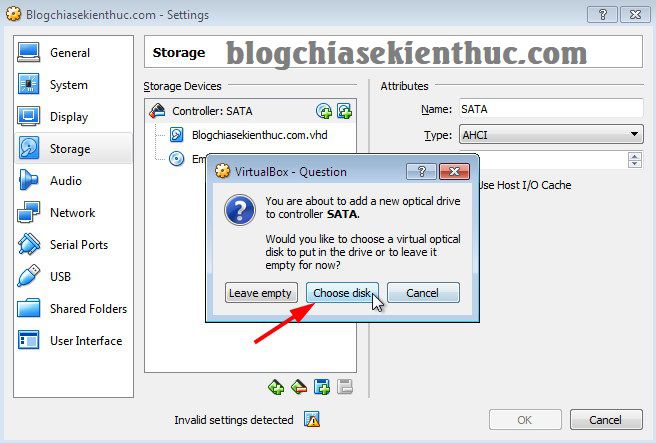 Blogchiasekienthuc.com - Settings
General
System
Display
Storage
Audio
Network
Serial Ports
USB
Shared Folders
User Interface
Storage
blogchiasekienthuc.com
Storage Devices
Controller: SATA
Blogchiasekienthuc.com.vhd
Em
Attributes
Name: SATA
Type: AHCI
Use Host I/O Cache
VirtualBox - Question
You are about to add a new optical drive
to controller SATA.
Would you like to choose a virtual optical
disk to put in the drive or to leave it
empty for now?
Leave empty
Choose disk
Cancel
Invalid settings detected
OK
Cancel